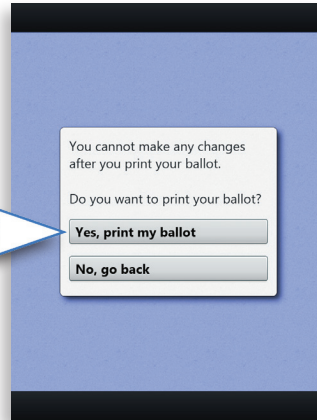 You cannot make any changes
after you print your ballot.
Do you want to print your ballot?
Yes, print my ballot
No, go back